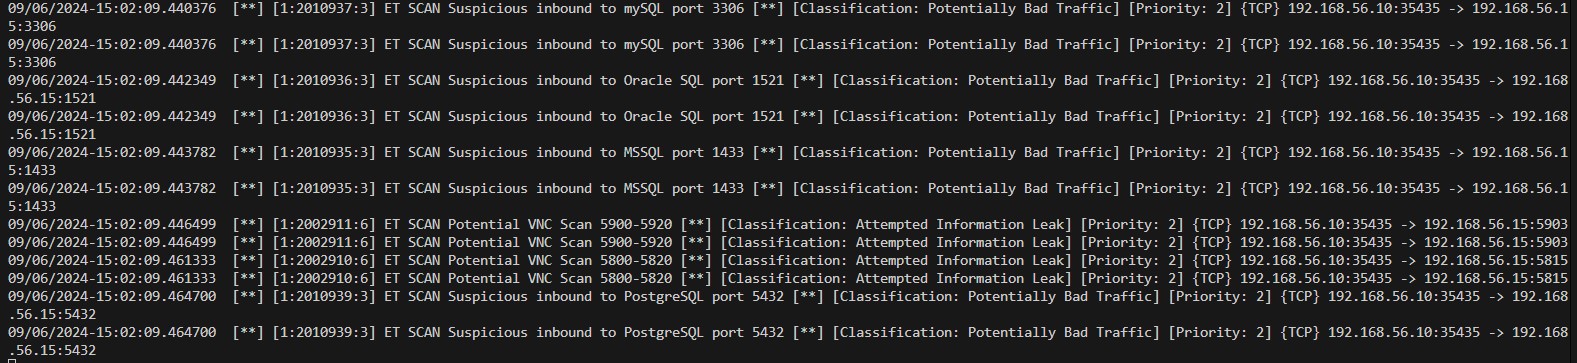 09/06/2024-15:02:09.440376  [**] [1:2010937:3] ET SCAN Suspicious inbound to mySQL port 3306 [**] [Classification: Potentially Bad Traffic] [Priority: 2] {TCP} 192.168.56.10:35435 -> 192.168.56.1
5:3306
09/06/2024-15:02:09.440376  [**] [1:2010937:3] ET SCAN Suspicious inbound to mySQL port 3306 [**] [Classification: Potentially Bad Traffic] [Priority: 2] {TCP} 192.168.56.10:35435 -> 192.168.56.1
5:3306
09/06/2024-15:02:09.442349  [**] [1:2010936:3] ET SCAN Suspicious inbound to Oracle SQL port 1521 [**] [Classification: Potentially Bad Traffic] [Priority: 2] {TCP} 192.168.56.10:35435 -> 192.168
.56.15:1521
09/06/2024-15:02:09.442349  [**] [1:2010936:3] ET SCAN Suspicious inbound to Oracle SQL port 1521 [**] [Classification: Potentially Bad Traffic] [Priority: 2] {TCP} 192.168.56.10:35435 -> 192.168
.56.15:1521
09/06/2024-15:02:09.443782  [**] [1:2010935:3] ET SCAN Suspicious inbound to MSSQL port 1433 [**] [Classification: Potentially Bad Traffic] [Priority: 2] {TCP} 192.168.56.10:35435 -> 192.168.56.1
5:1433
09/06/2024-15:02:09.443782  [**] [1:2010935:3] ET SCAN Suspicious inbound to MSSQL port 1433 [**] [Classification: Potentially Bad Traffic] [Priority: 2] {TCP} 192.168.56.10:35435 -> 192.168.56.1
5:1433
09/06/2024-15:02:09.446499  [**] [1:2002911:6] ET SCAN Potential VNC Scan 5900-5920 [**] [Classification: Attempted Information Leak] [Priority: 2] {TCP} 192.168.56.10:35435 -> 192.168.56.15:5903
09/06/2024-15:02:09.446499  [**] [1:2002911:6] ET SCAN Potential VNC Scan 5900-5920 [**] [Classification: Attempted Information Leak] [Priority: 2] {TCP} 192.168.56.10:35435 -> 192.168.56.15:5903
09/06/2024-15:02:09.461333  [**] [1:2002910:6] ET SCAN Potential VNC Scan 5800-5820 [**] [Classification: Attempted Information Leak] [Priority: 2] {TCP} 192.168.56.10:35435 -> 192.168.56.15:5815
09/06/2024-15:02:09.461333  [**] [1:2002910:6] ET SCAN Potential VNC Scan 5800-5820 [**] [Classification: Attempted Information Leak] [Priority: 2] {TCP} 192.168.56.10:35435 -> 192.168.56.15:5815
09/06/2024-15:02:09.464700  [**] [1:2010939:3] ET SCAN Suspicious inbound to PostgreSQL port 5432 [**] [Classification: Potentially Bad Traffic] [Priority: 2] {TCP} 192.168.56.10:35435 -> 192.168
.56.15:5432
09/06/2024-15:02:09.464700  [**] [1:2010939:3] ET SCAN Suspicious inbound to PostgreSQL port 5432 [**] [Classification: Potentially Bad Traffic] [Priority: 2] {TCP} 192.168.56.10:35435 -> 192.168
.56.15:5432